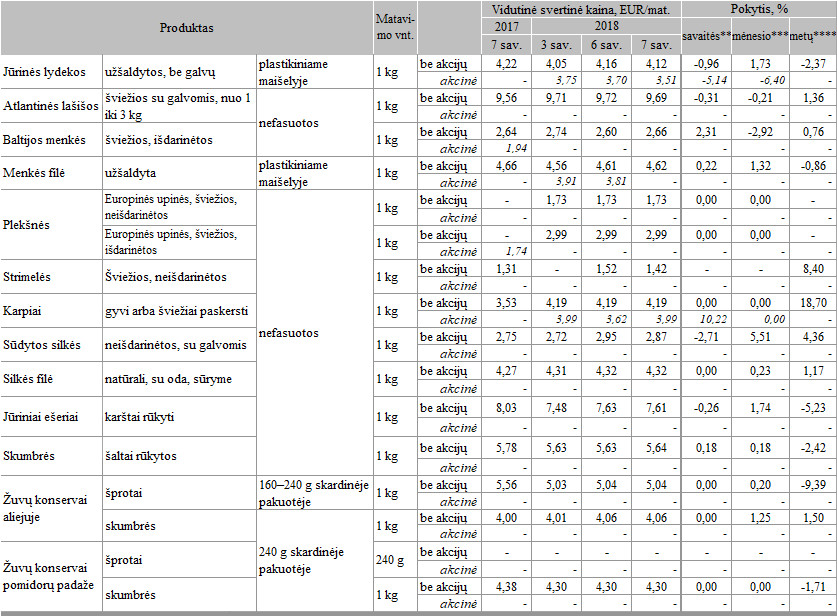 Produktas Matavimo vnt. Vidutinė svertinė kaina, EUR/mat. Pokytis, %
2017 2018 savaitės** mėnesio*** metų****
7 sav. 3 sav. 6 sav. 7 sav.
Jūrinės lydekos užšaldytos, be galvų plastikiniame maišelyje 1 kg be akcijų 4,22 4,05 4,16 4,12 -0,96 1,73 -2,37
akcinė - 3,75 3,70 3,51 -5,14 -6,40 -
Atlantinės lašišos šviežios su galvomis, nuo 1 iki 3 kg nefasuotos 1 kg be akcijų 9,56 9,71 9,72 9,69 -0,31 -0,21 1,36
akcinė - - - - - - -
Baltijos menkės šviežios, išdarinėtos 1 kg be akcijų 2,64 2,74 2,60 2,66 2,31 -2,92 0,76
akcinė 1,94 - - - - - -
Menkės filė užšaldyta plastikiniame maišelyje 1 kg be akcijų 4,66 4,56 4,61 4,62 0,22 1,32 -0,86
akcinė - 3,91 3,81 - - - -
Plekšnės Europinės upinės, šviežios, neišdarinėtos nefasuotos 1 kg be akcijų - 1,73 1,73 1,73 0,00 0,00 -
akcinė - - - - - - -
Europinės upinės, šviežios, išdarinėtos 1 kg be akcijų - 2,99 2,99 2,99 0,00 0,00 -
akcinė 1,74 - - - - - -
Strimelės Šviežios, neišdarinėtos 1 kg be akcijų 1,31 - 1,52 1,42 - - 8,40
akcinė - - - - - - -
Karpiai gyvi arba šviežiai paskersti 1 kg be akcijų 3,53 4,19 4,19 4,19 0,00 0,00 18,70
akcinė - 3,99 3,62 3,99 10,22 0,00 -
Sūdytos silkės neišdarinėtos, su galvomis 1 kg be akcijų 2,75 2,72 2,95 2,87 -2,71 5,51 4,36
akcinė - - - - - - -
Silkės filė natūrali, su oda, sūryme 1 kg be akcijų 4,27 4,31 4,32 4,32 0,00 0,23 1,17
akcinė - - - - - - -
Jūriniai ešeriai karštai rūkyti 1 kg be akcijų 8,03 7,48 7,63 7,61 -0,26 1,74 -5,23
akcinė - - - - - - -
Skumbrės šaltai rūkytos 1 kg be akcijų 5,78 5,63 5,63 5,64 0,18 0,18 -2,42
akcinė - - - - - - -
Žuvų konservai aliejuje šprotai 160–240 g skardinėje pakuotėje 1 kg be akcijų 5,56 5,03 5,04 5,04 0,00 0,20 -9,39
akcinė - - - - - - -
skumbrės 240 g skardinėje pakuotėje 1 kg be akcijų 4,00 4,01 4,06 4,06 0,00 1,25 1,50
akcinė - - - - - - -
Žuvų konservai pomidorų padaže šprotai 240 g be akcijų - - - - - - -
akcinė - - - - - - -
skumbrės 1 kg be akcijų 4,38 4,30 4,30 4,30 0,00 0,00 -1,71
akcinė - - - - - - -